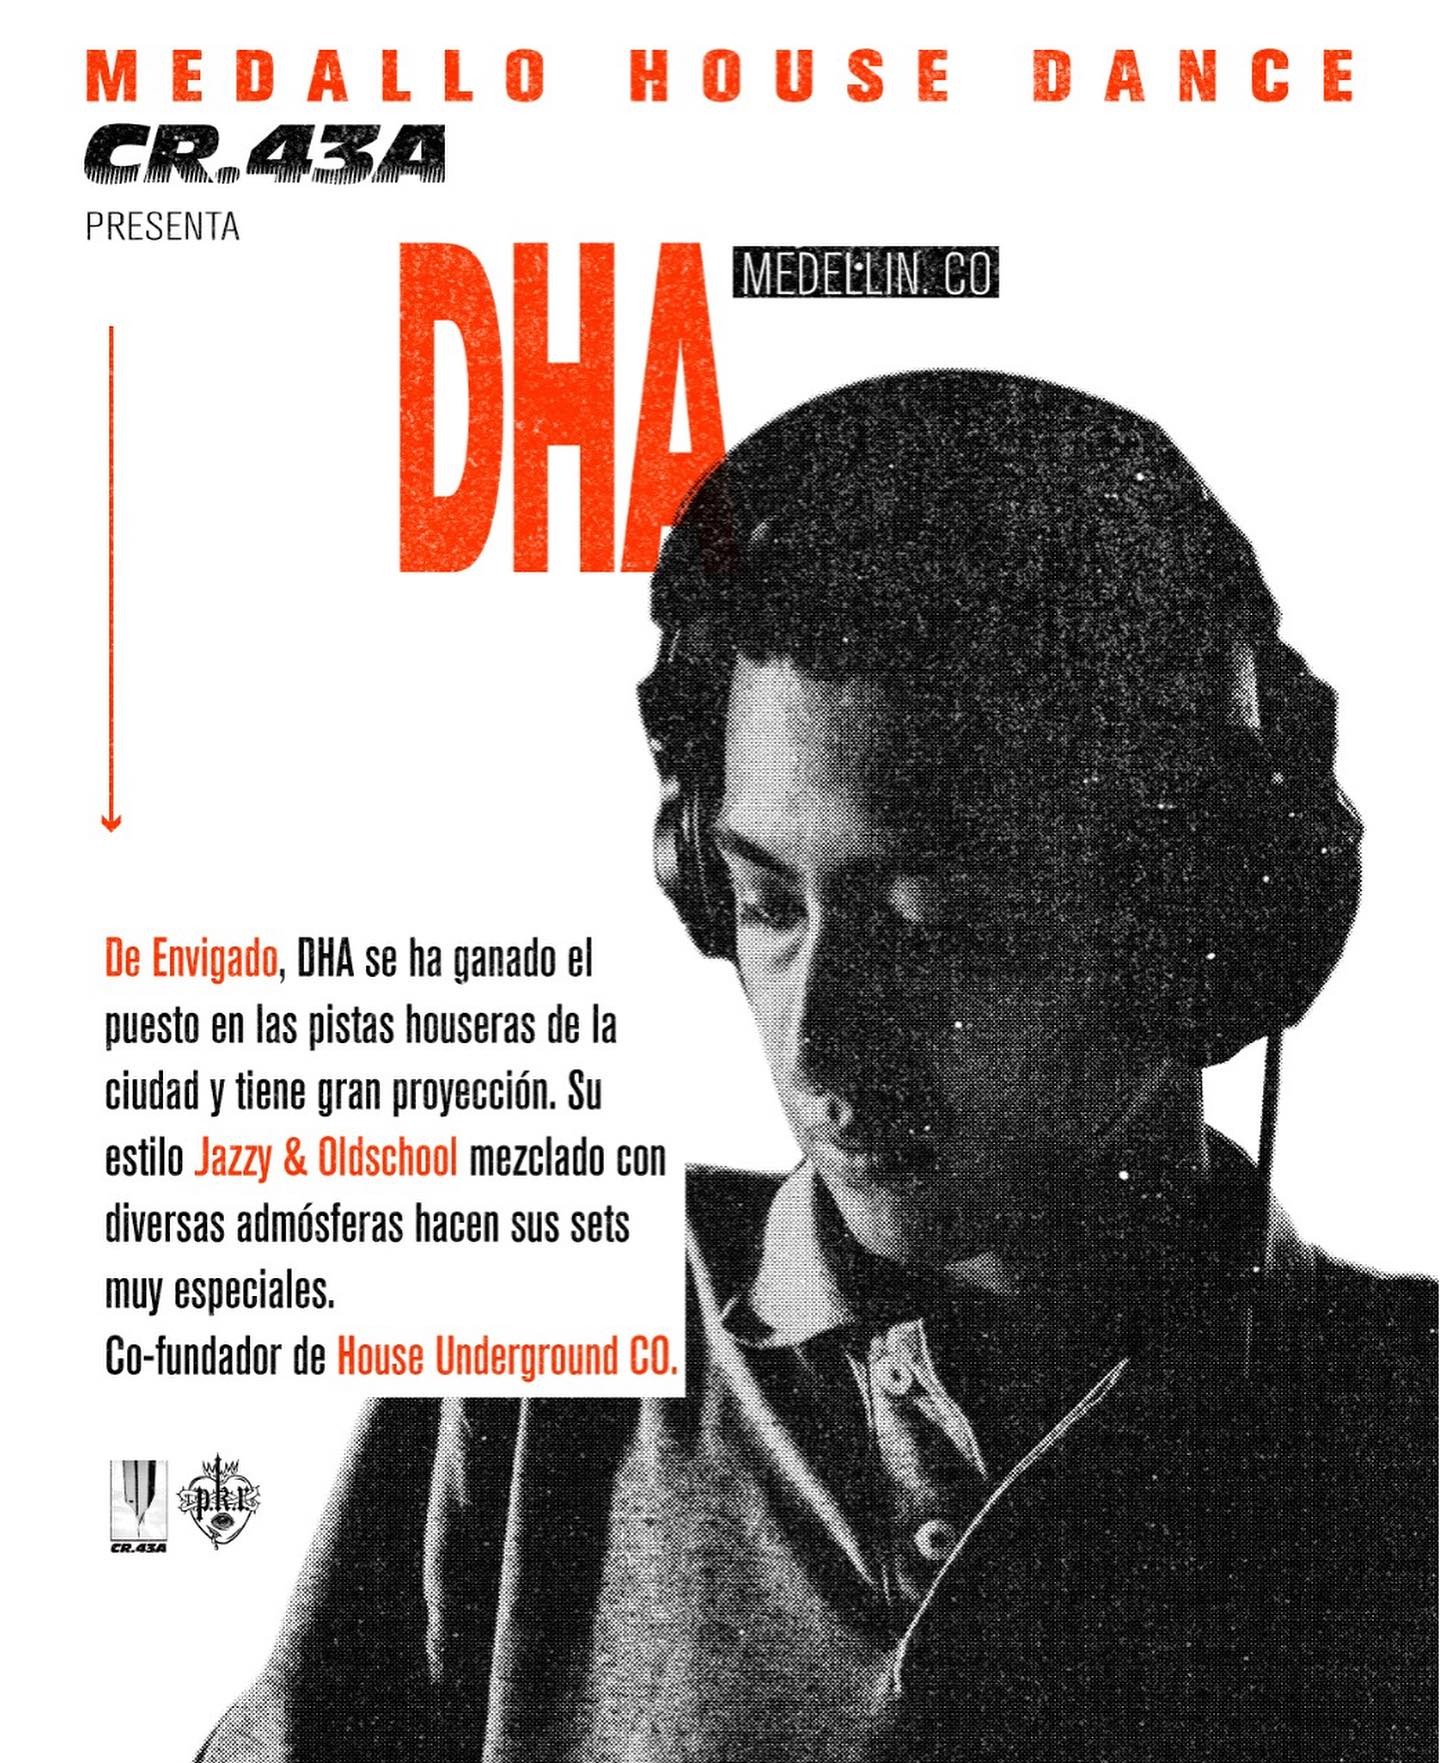 MEDALLO HOUSE DANCE
CR.43A
PRESENTA
DHA
MEDELLIN. CO
De Envigado, DHA se ha ganado el
puesto en las pistas houseras de la
ciudad y tiene gran proyección. Su
estilo Jazzy & Oldschool mezclado con
diversas admósferas hacen sus sets
muy especiales.
Co-fundador de House Underground CO.
CR.43A